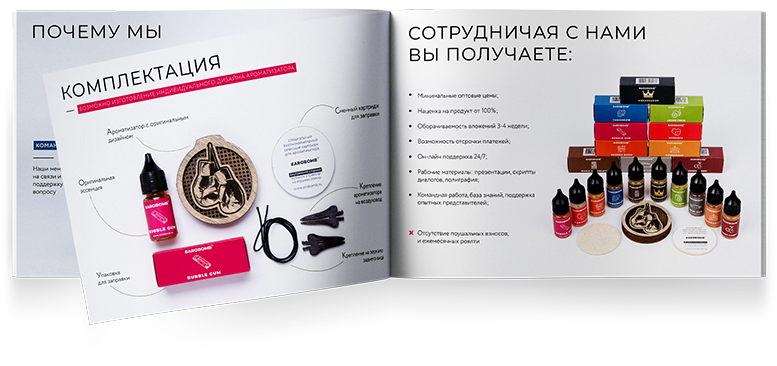 ПОЧЕМУ МЫ
КОМПЛЕКТАЦИЯ
ВОЗМОЖНО ИЗГОТОВЛЕНИЕ ИНДИВИДУАЛЬНОГО ДИЗАЙНА АРОМАТИЗАТОРА
Ароматизатор с оригинальным
дизайном
Сменный картридж
для заправки
КОМАН
Наши мен
на связи и
поддержку
вопросу
Оригинальная
эссенция
BAROBOMB
BUBBLE GUM
BAROBOMB
Крепление
ароматизатора
на воздуховод
BAROBOMB
BUBBLE GUM
Упаковка
для заправки
Крепление на зеркало
заднего вида
СОТРУДНИЧАЯ С НАМИ
ВЫ ПОЛУЧАЕТЕ:
Минимальные оптовые цены;
Наценка на продукт от 100%;
Оборачиваемость вложений 3-4 недели;
Возможность отсрочки платежей;
Он-лайн поддержка 24/7;
Рабочие материалы: презентации, скрипты
диалогов, полиграфия;
Командная работа, база знаний, поддержка
опытных представителей;
Отсутствие паушальных взносов,
и ежемесячных роялти